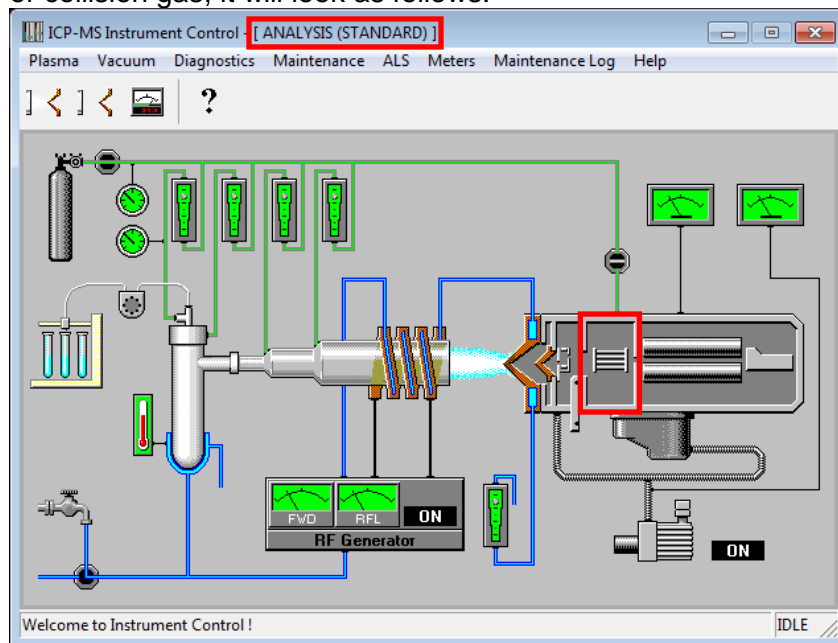 or collision gas, it will look as follows:
ICP-MS Instrument Control - [ ANALYSIS (STANDARD) ]
Plasma Vacuum Diagnostics Maintenance ALS Meters Maintenance Log Help
?
FWD RFL ON
RF Generator
ON
Welcome to Instrument Control !
IDLE